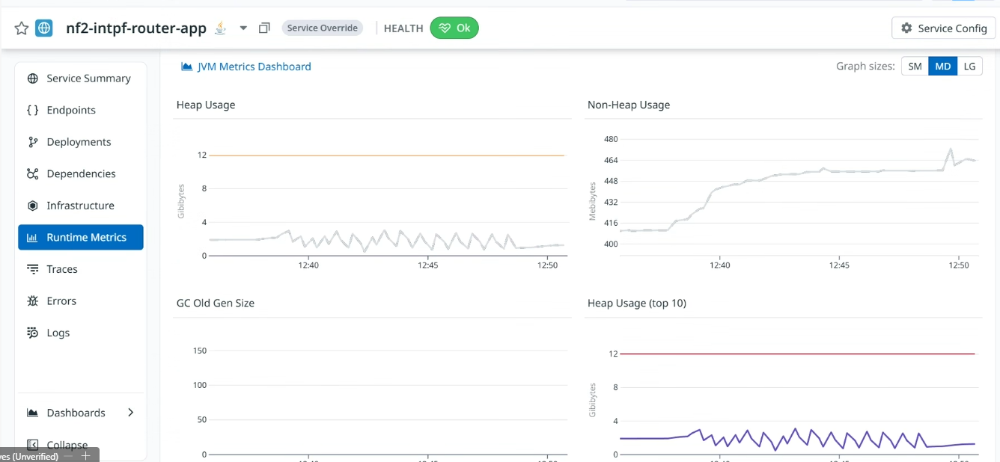 nf2-intpf-router-app
Service Override
HEALTH
Ok
Service Config
Service Summary
Endpoints
Deployments
Dependencies
Infrastructure
Runtime Metrics
Traces
Errors
Logs
Dashboards
Collapse
(Unverified)
JVM Metrics Dashboard
Graph sizes:
SM
MD
LG
Heap Usage
Gibibytes
12
8
4
0
12:40
12:45
12:50
Non-Heap Usage
Mebibytes
480
464
448
432
416
400
12:40
12:45
12:50
GC Old Gen Size
150
100
50
0
Heap Usage (top 10)
Gibibytes
12
8
4
0